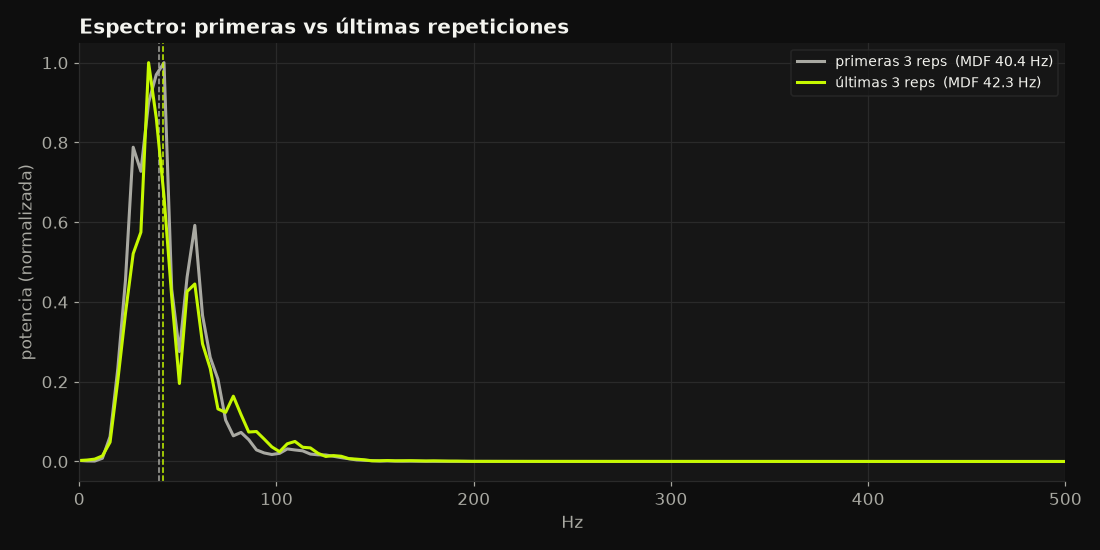 Espectro: primeras vs últimas repeticiones
primeras 3 reps  (MDF 40.4 Hz)
últimas 3 reps  (MDF 42.3 Hz)
potencia (normalizada)
1.0
0.8
0.6
0.4
0.2
0.0
0 100 200 300 400 500
Hz